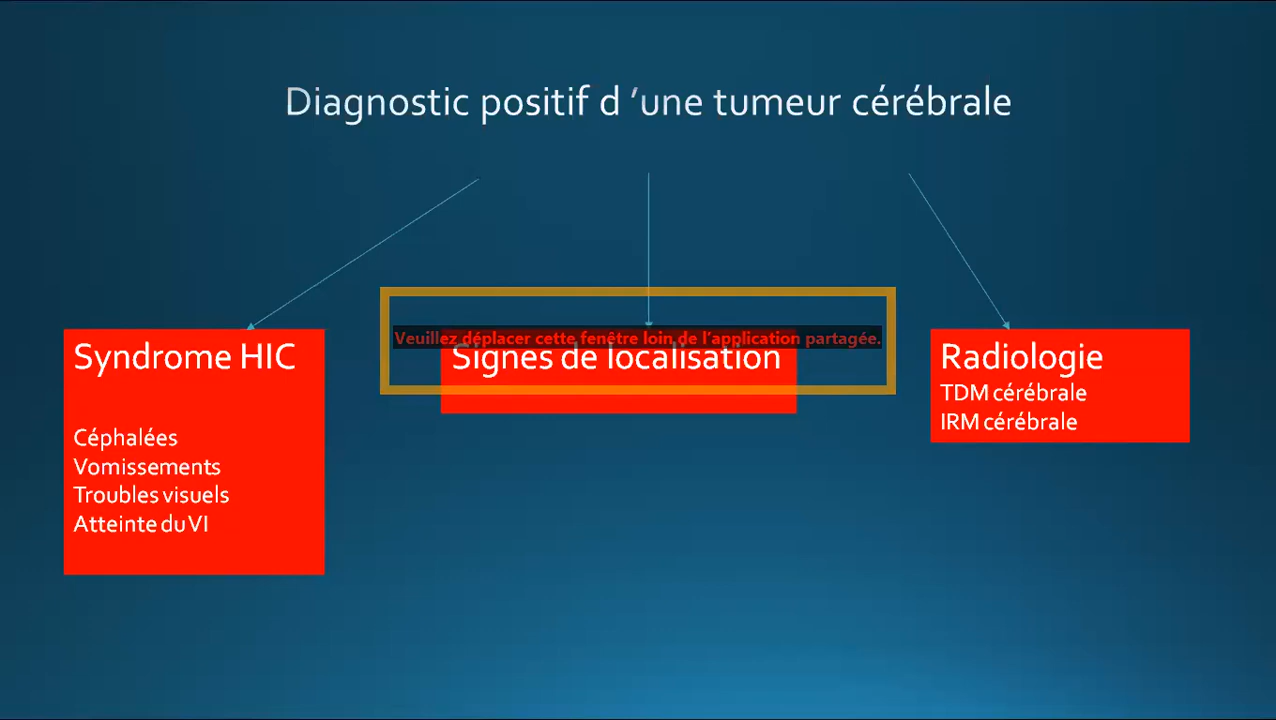 Diagnostic positif d ’une tumeur cérébrale
Syndrome HIC
Céphalées
Vomissements
Troubles visuels
Atteinte du VI
Veuillez déplacer cette fenêtre loin de l’application partagée.
Signes de localisation
Radiologie
TDM cérébrale
IRM cérébrale